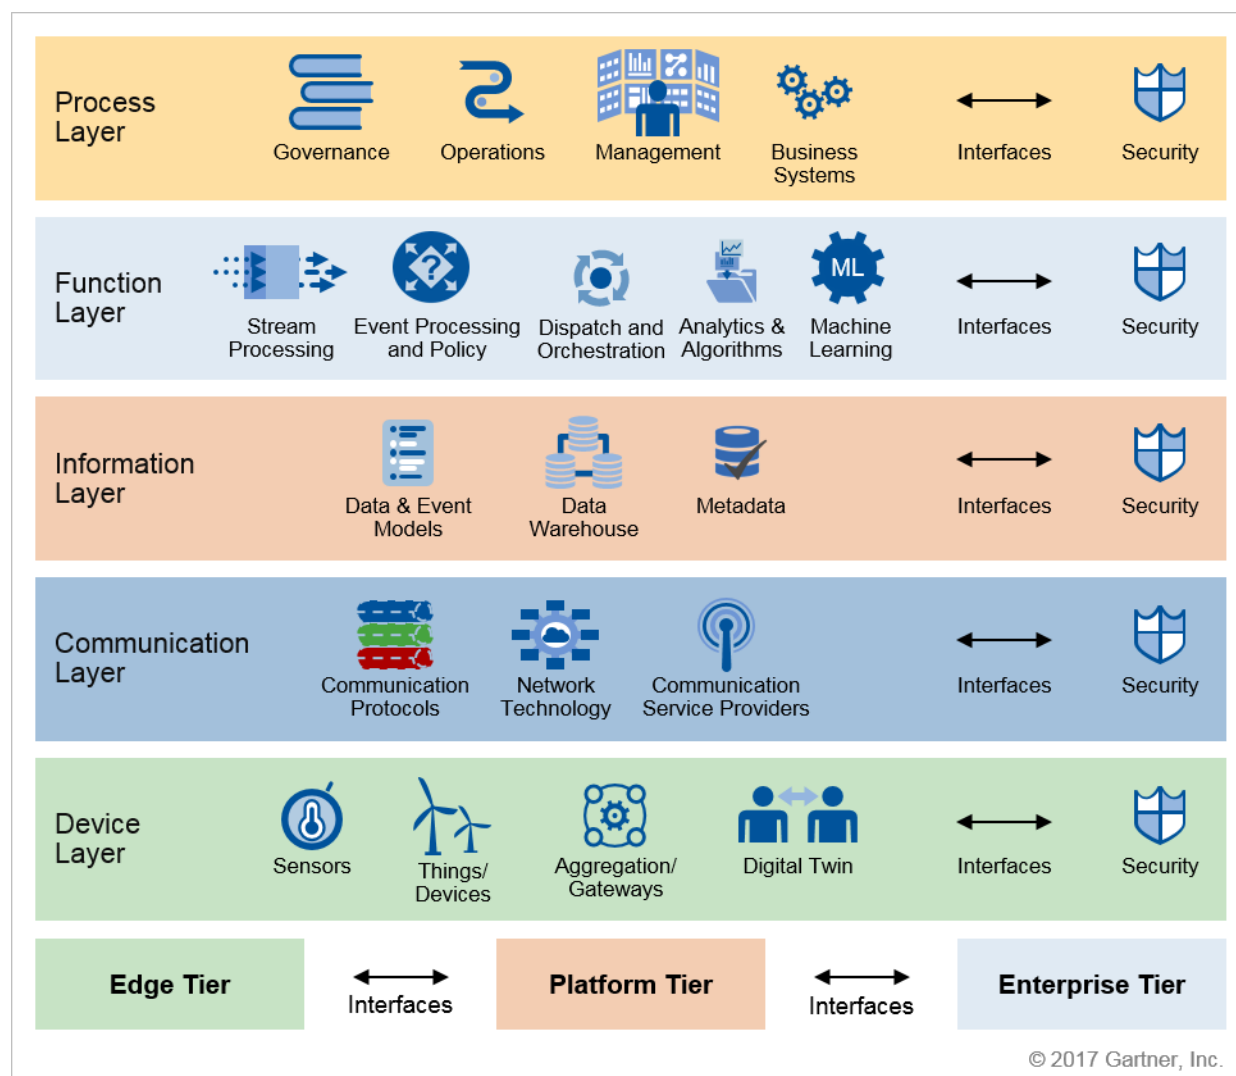 Process
Layer
Governance
Operations
Management
Business
Systems
Interfaces
Security
Function
Layer
Stream
Processing
Event Processing
and Policy
Dispatch and
Orchestration
Analytics &
Algorithms
ML
Machine
Learning
Interfaces
Security
Information
Layer
Data & Event
Models
Data
Warehouse
Metadata
Interfaces
Security
Communication
Layer
Communication
Protocols
Network
Technology
Communication
Service Providers
Interfaces
Security
Device
Layer
Sensors
Things/
Devices
Aggregation/
Gateways
Digital Twin
Interfaces
Security
Edge Tier
Interfaces
Platform Tier
Interfaces
Enterprise Tier
© 2017 Gartner, Inc.